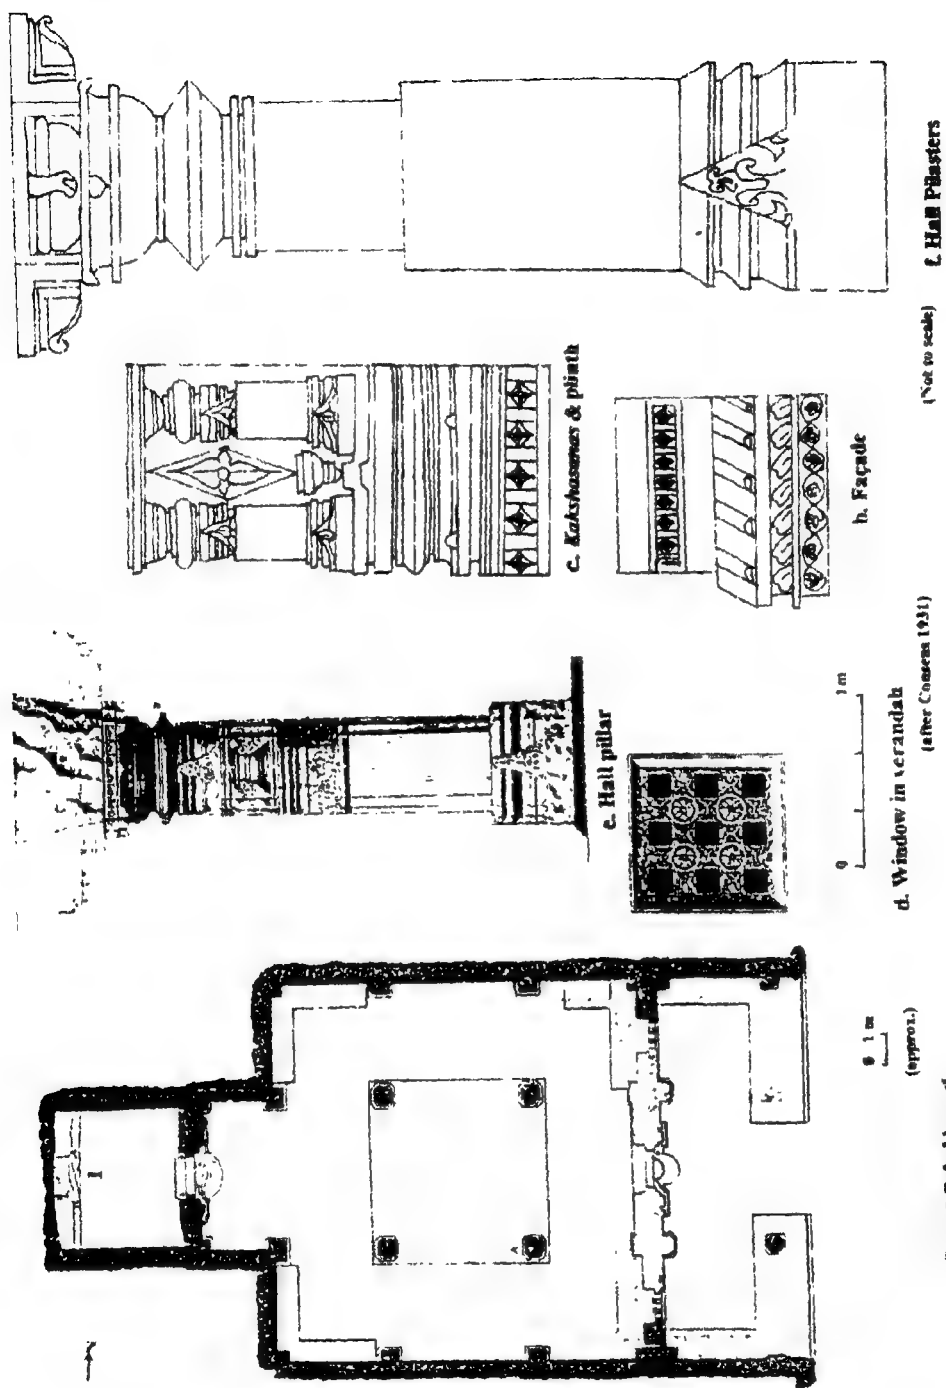 f. Hall Pilasters
(Not to scale)
c. Kakshasanas & plinth
b. Façade
e. Hall pillar
0 1m
d. Window in verandah
(after Cousens 1931)
0 1 m
(approx.)
1